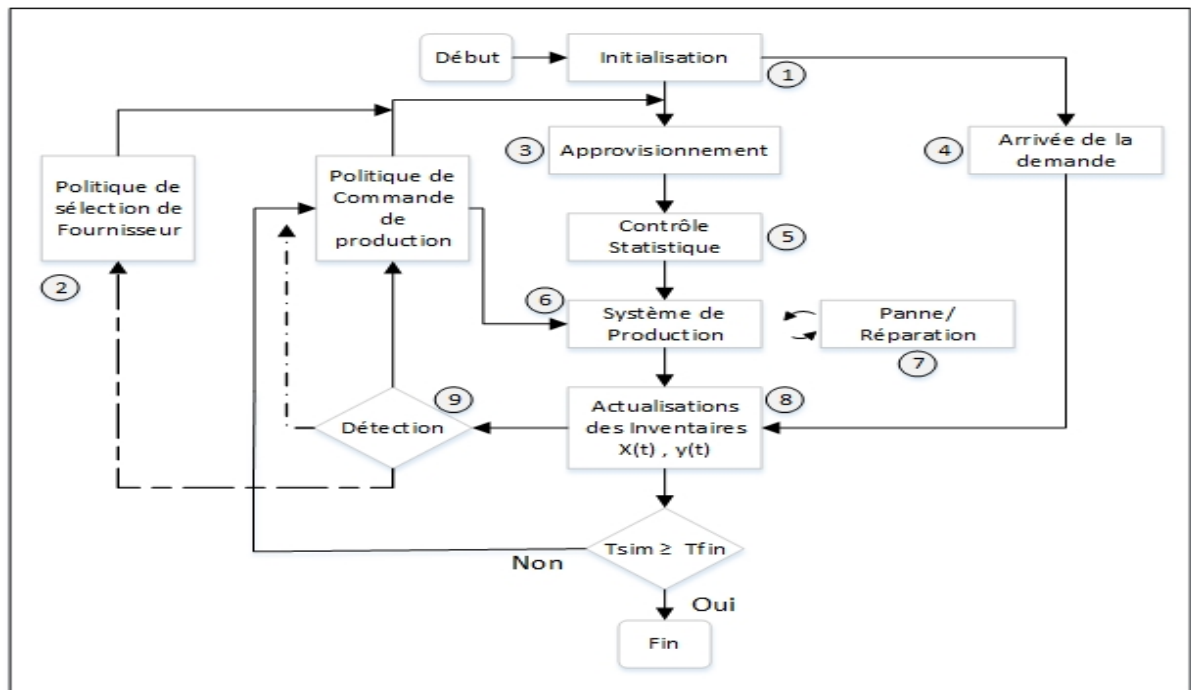 Début
Initialisation
1
3
Approvisionnement
4
Arrivée de la
demande
Politique de
sélection de
Fournisseur
2
Politique de
Commande
de
production
Contrôle
Statistique
5
6
Système de
Production
Panne/
Réparation
7
Actualisations
des Inventaires
X(t) , y(t)
8
9
Détection
Tsim ≥ Tfin
Non
Oui
Fin